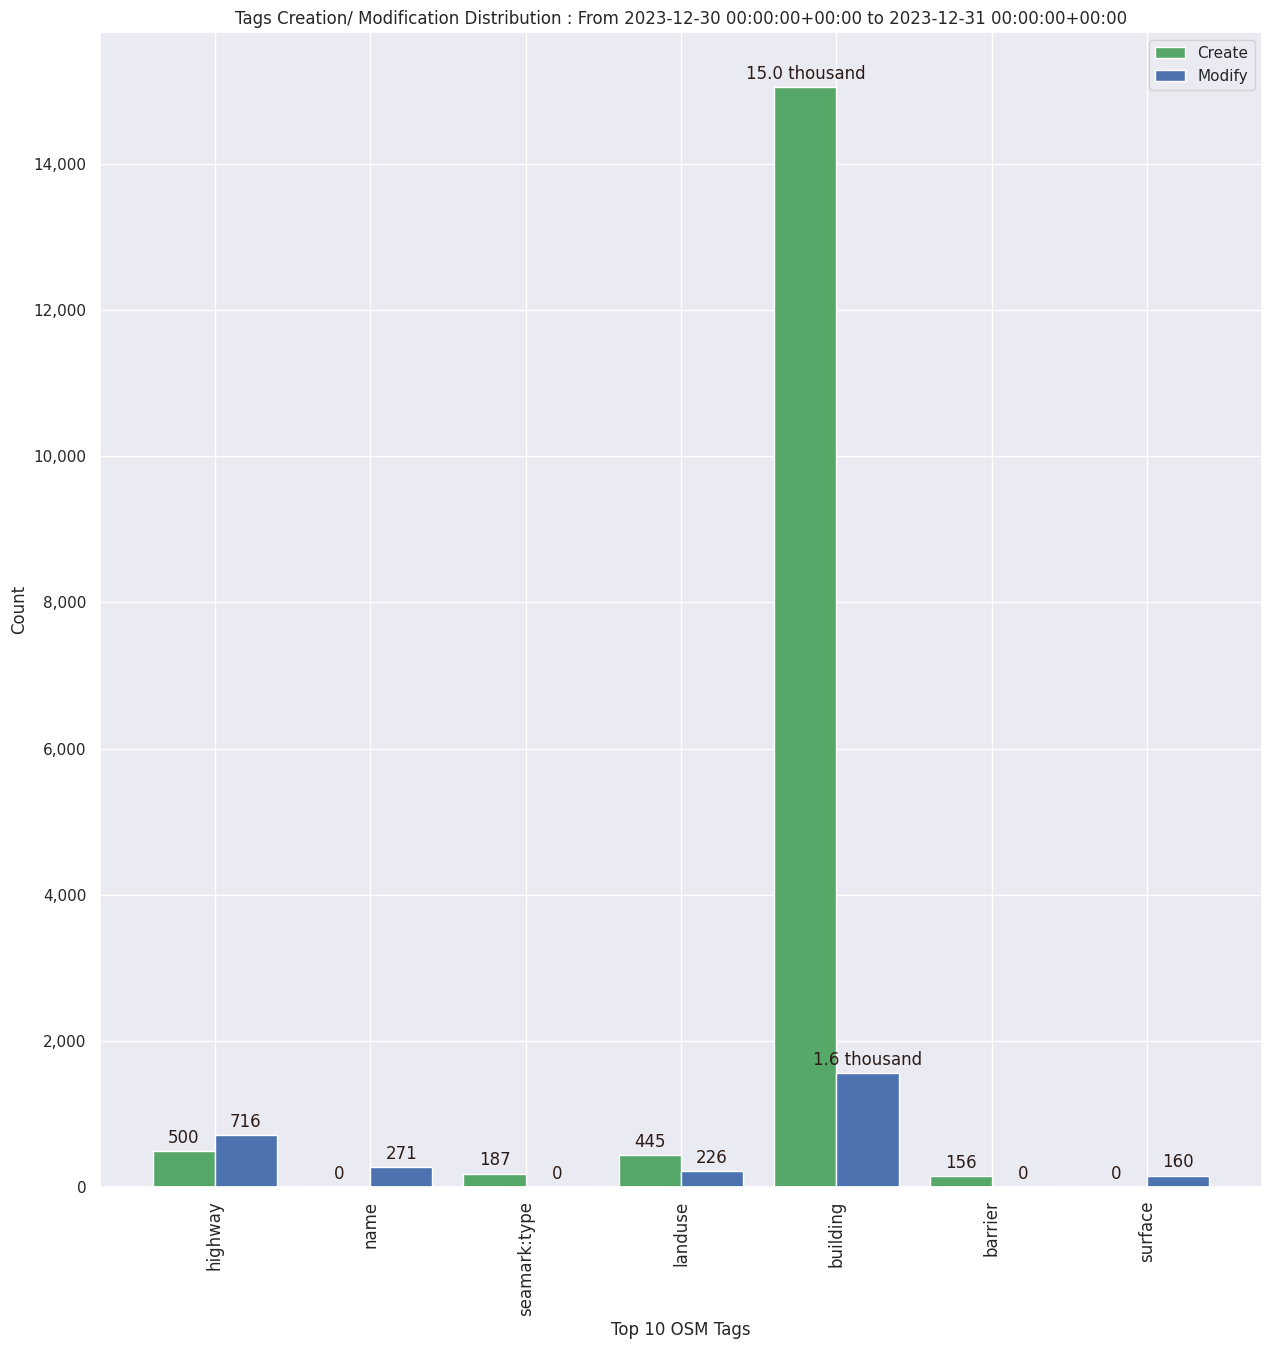 Tags Creation/ Modification Distribution : From 2023-12-30 00:00:00+00:00 to 2023-12-31 00:00:00+00:00
Create
Modify
15.0 thousand
14,000
12,000
10,000
8,000
6,000
4,000
2,000
0
Count
1.6 thousand
500
716
0
271
187
0
445
226
156
0
0
160
highway
name
seamark:type
landuse
building
barrier
surface
Top 10 OSM Tags